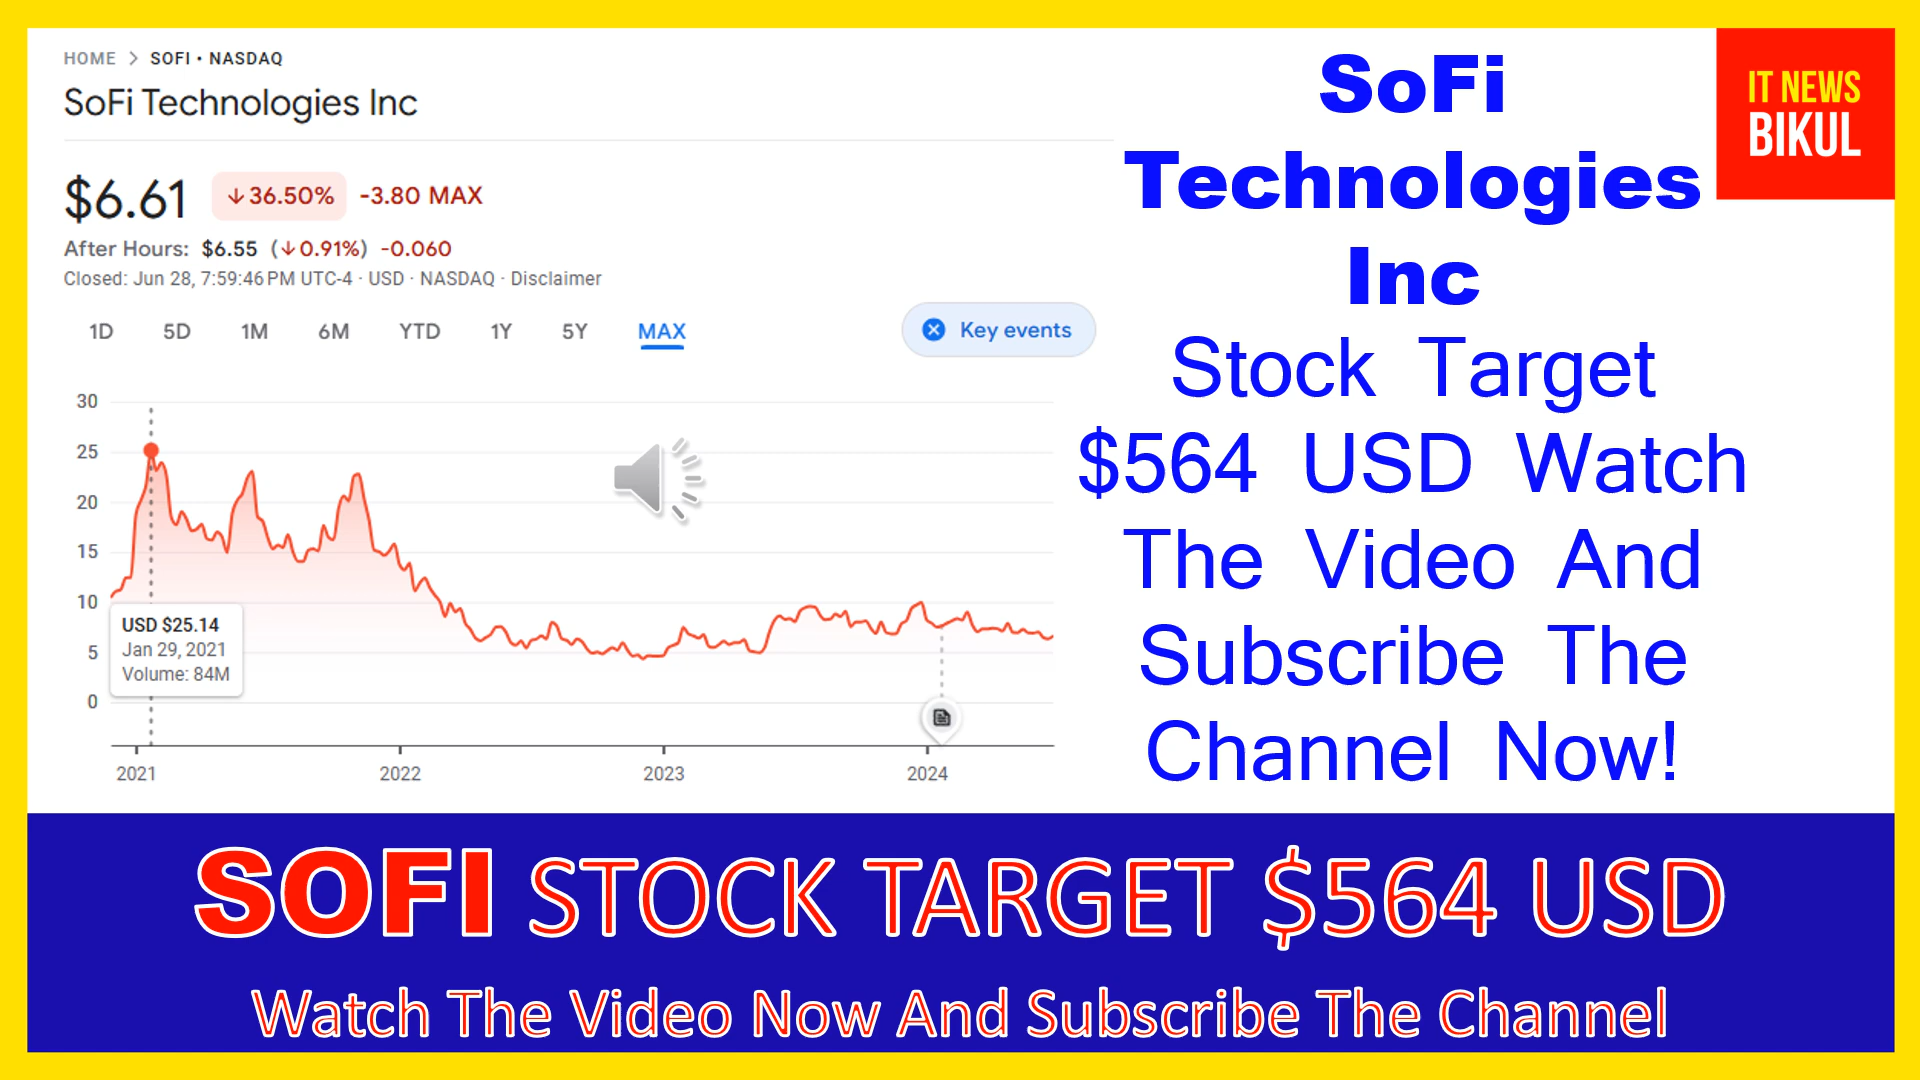 HOME > SOFI • NASDAQ
SoFi Technologies Inc
$6.61 ↓36.50% -3.80 MAX
After Hours: $6.55 (↓0.91%) -0.060
Closed: Jun 28, 7:59:46 PM UTC-4 · USD · NASDAQ · Disclaimer
1D 5D 1M 6M YTD 1Y 5Y MAX
Key events
30
25
20
15
10
5
0
USD $25.14
Jan 29, 2021
Volume: 84M
2021 2022 2023 2024
SoFi
Technologies
Inc
Stock Target
$564 USD Watch
The Video And
Subscribe The
Channel Now!
IT NEWS
BIKUL
SOFI STOCK TARGET $564 USD
Watch The Video Now And Subscribe The Channel